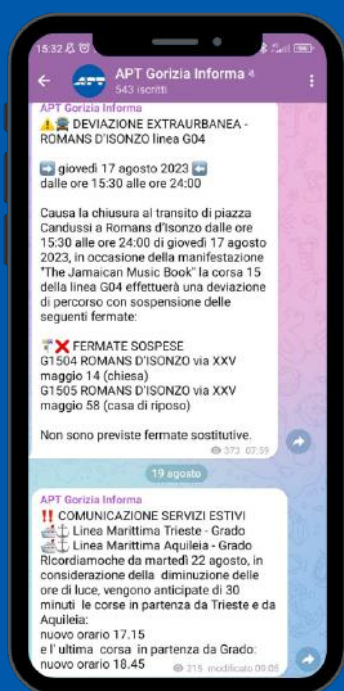 15:32
APT
APT Gorizia Informa
543 iscritti
APT Gorizia Informa
DEVIAZIONE EXTRAURBANA -
ROMANS D'ISONZO linea G04
giovedì 17 agosto 2023
dalle ore 15:30 alle ore 24:00
Causa la chiusura al transito di piazza
Candussi a Romans d'Isonzo dalle ore
15:30 alle ore 24:00 di giovedì 17 agosto
2023, in occasione della manifestazione
"The Jamaican Music Book" la corsa 15
della linea G04 effettuerà una deviazione
di percorso con sospensione delle
seguenti fermate:
FERMATE SOSPESE
G1504 ROMANS D'ISONZO via XXV
maggio 14 (chiesa)
G1505 ROMANS D'ISONZO via XXV
maggio 58 (casa di riposo)
Non sono previste fermate sostitutive.
373 07:59
19 agosto
APT Gorizia Informa
!! COMUNICAZIONE SERVIZI ESTIVI
Linea Marittima Trieste - Grado
Linea Marittima Aquileia - Grado
RIcordiamoche da martedì 22 agosto, in
considerazione della diminuzione delle
ore di luce, vengono anticipate di 30
minuti le corse in partenza da Trieste e da
Aquileia:
nuovo orario 17.15
e l' ultima corsa in partenza da Grado:
nuovo orario 18.45
215 modificato 09:05